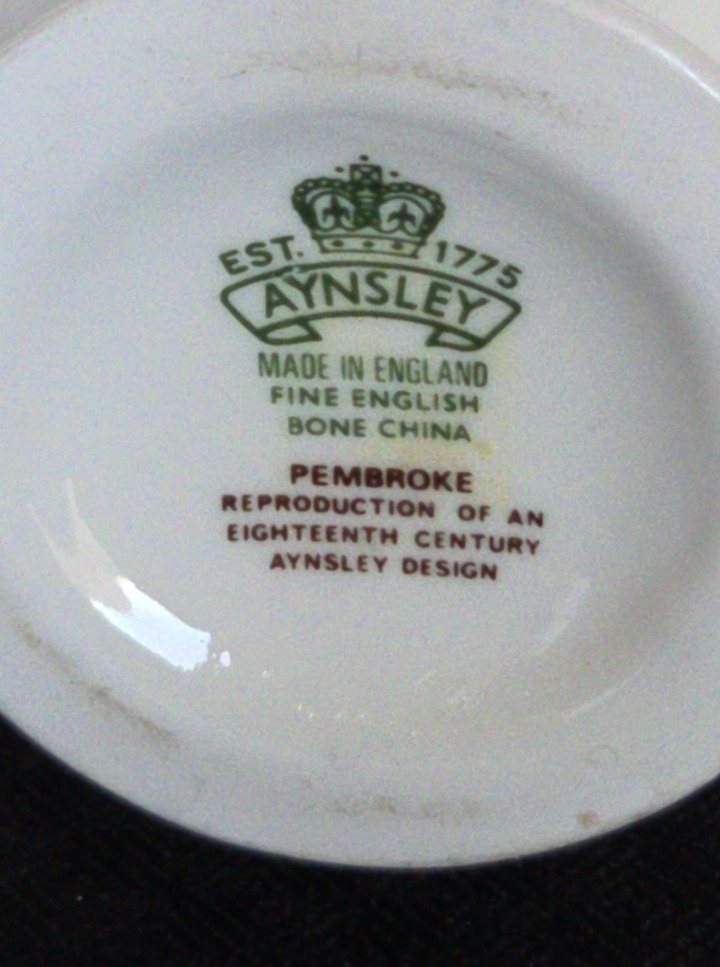 EST. 1775
AYNSLEY
MADE IN ENGLAND
FINE ENGLISH
BONE CHINA
PEMBROKE
REPRODUCTION OF AN
EIGHTEENTH CENTURY
AYNSLEY DESIGN